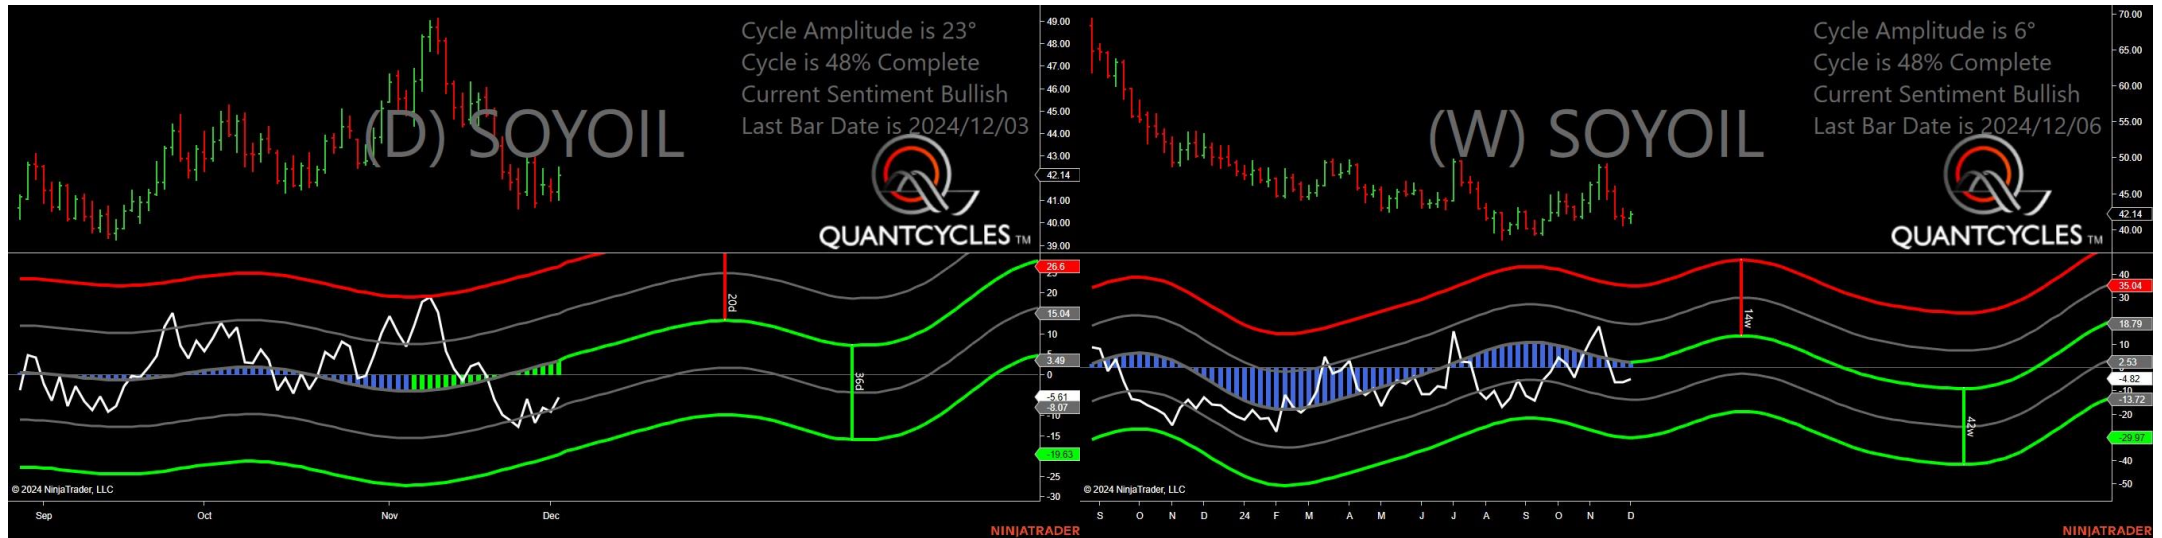 Cycle Amplitude is 23°
Cycle is 48% Complete
Current Sentiment Bullish
Last Bar Date is 2024/12/03
(D) SOYOIL
QUANTCYCLES TM
49.00
48.00
47.00
46.00
45.00
44.00
43.00
42.14
41.00
40.00
39.00
26.6
25
20
15.04
10
3.49
0
-5.61
-8.07
-10
-15
-19.63
-25
-30
20d
36d
© 2024 NinjaTrader, LLC
Sep Oct Nov Dec
NINJATRADER
Cycle Amplitude is 6°
Cycle is 48% Complete
Current Sentiment Bullish
Last Bar Date is 2024/12/06
(W) SOYOIL
QUANTCYCLES TM
70.00
65.00
60.00
55.00
50.00
45.00
42.14
40.00
40
35.04
30
18.79
10
2.53
-4.82
-10
-13.72
-20
-29.97
-40
-50
14w
42w
© 2024 NinjaTrader, LLC
S O N D 24 F M A M J J A S O N D
NINJATRADER